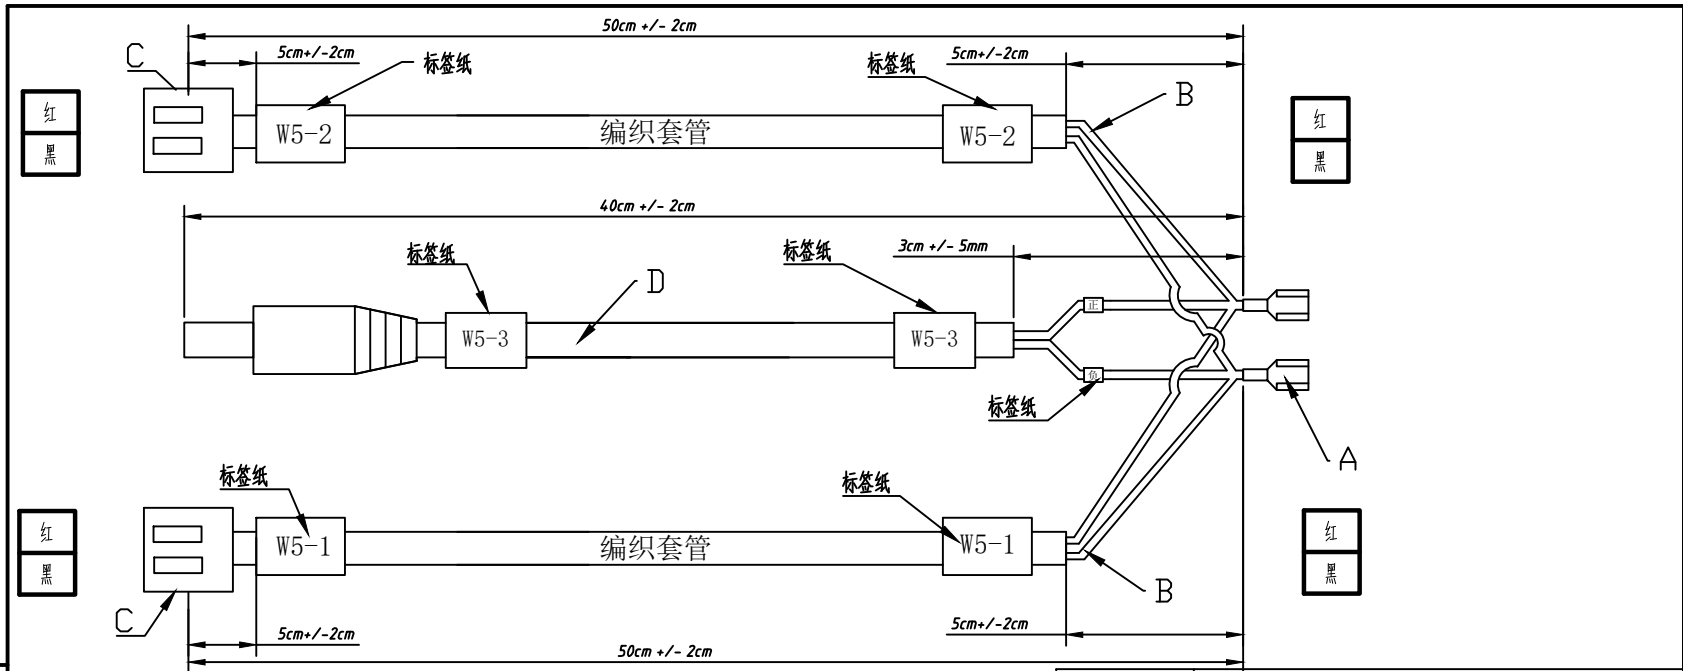 50cm +/- 2cm
C
5cm+/-2cm
标签纸
标签纸
5cm+/-2cm
B
红
黑
W5-2
编织套管
W5-2
红
黑
40cm +/- 2cm
标签纸
D
标签纸
3cm +/- 5mm
正
W5-3
W5-3
负
标签纸
A
标签纸
标签纸
红
黑
W5-1
编织套管
W5-1
红
黑
B
C
5cm+/-2cm
5cm+/-2cm
50cm +/- 2cm